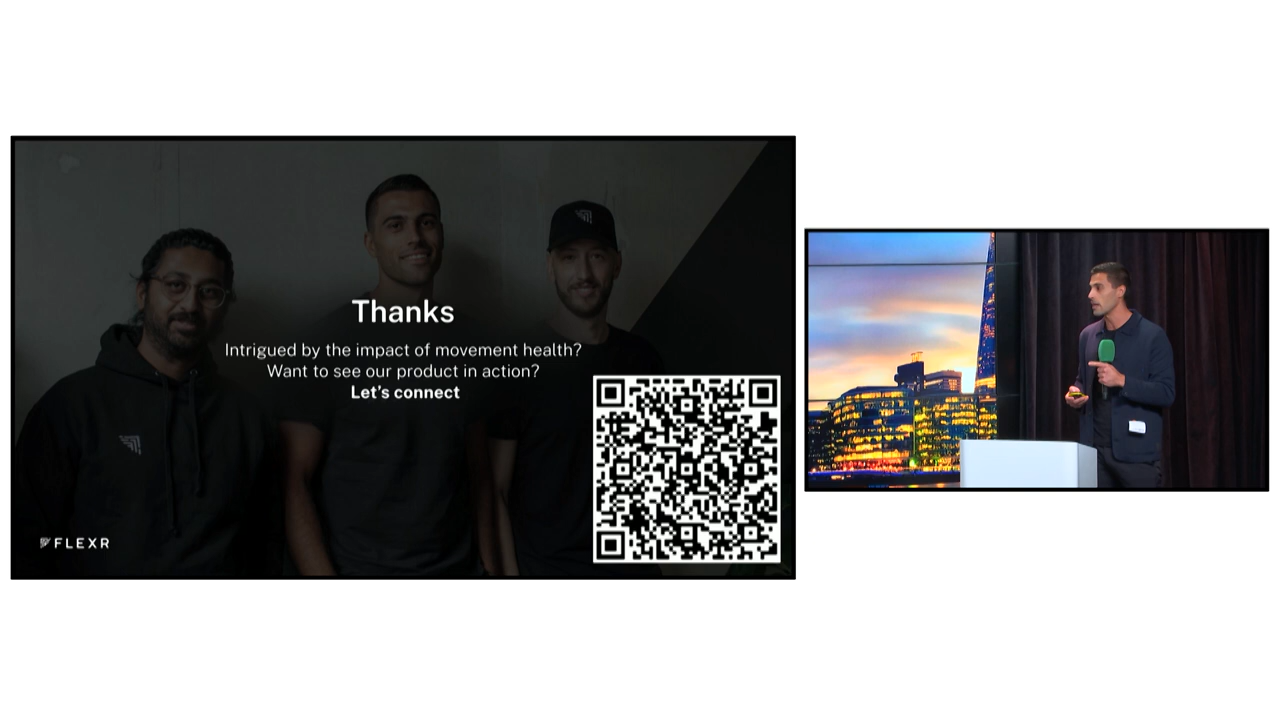 Thanks
Intrigued by the impact of movement health?
Want to see our product in action?
Let's connect
FLEXR